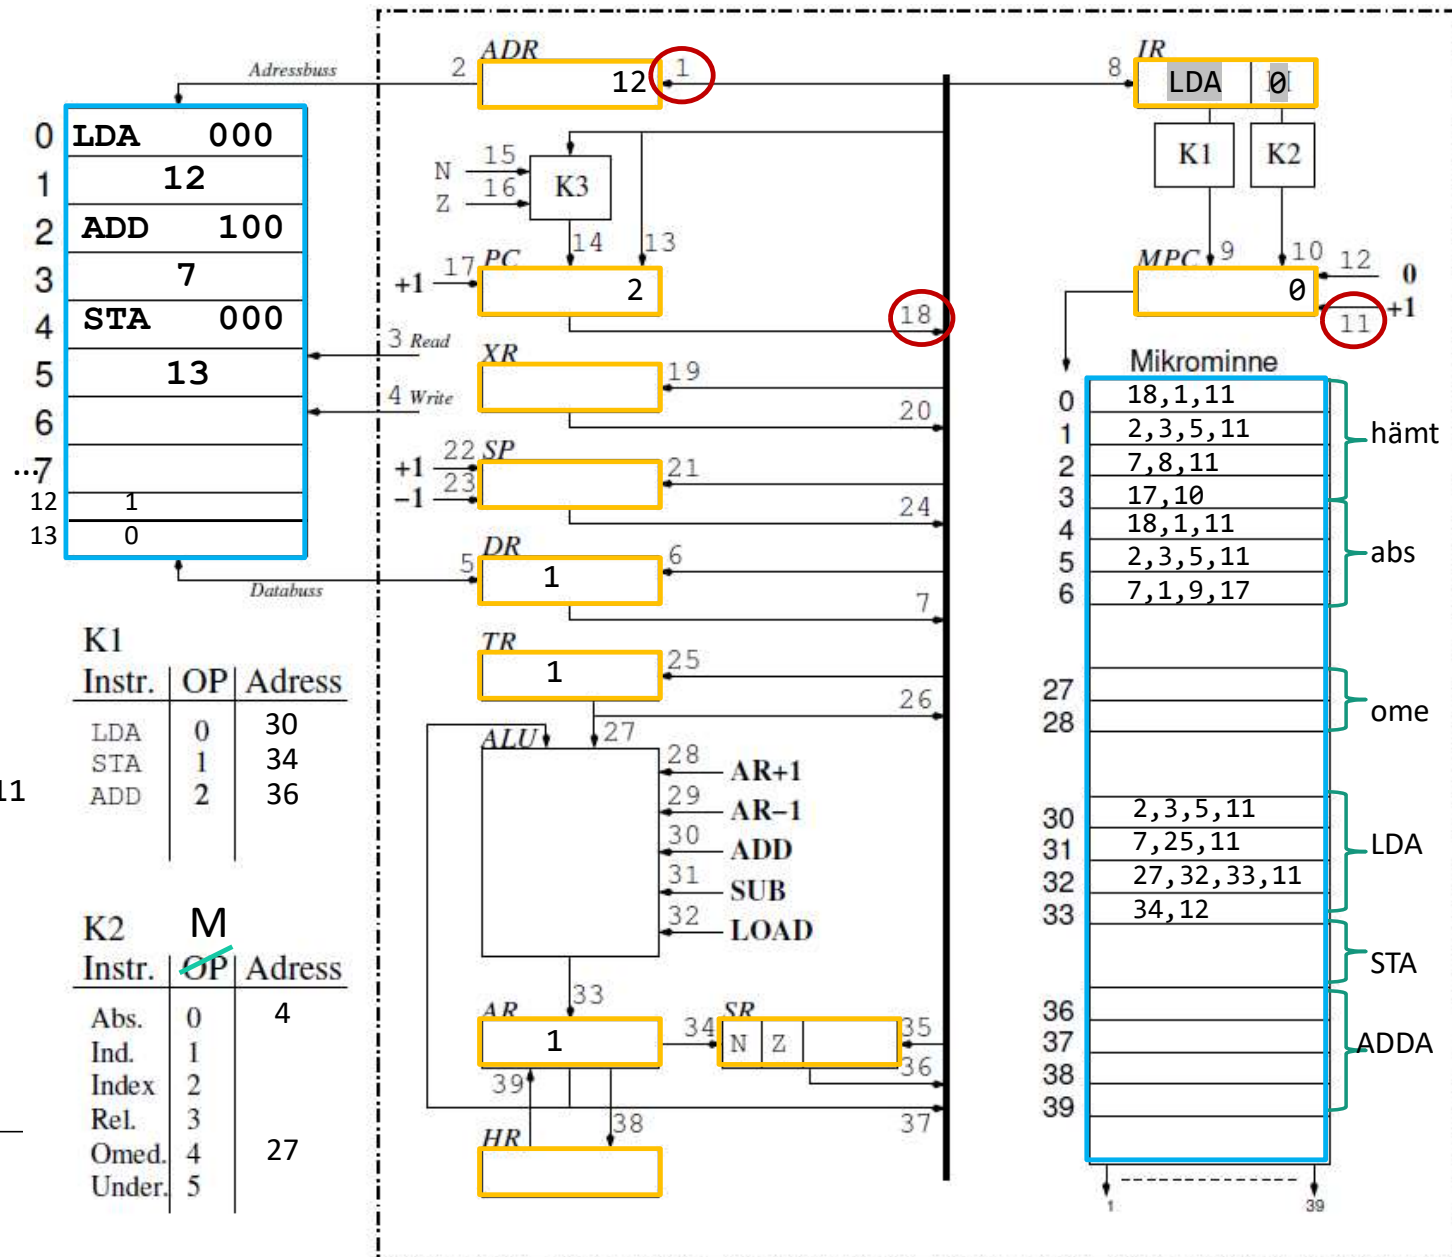 Adressbuss
2
ADR
12
1
8
IR
LDA 0
0 LDA 000
1 12
2 ADD 100
3 7
4 STA 000
5 13
6
...7
12 1
13 0
N 15
Z 16
K3
14
13
K1
K2
+1 17 PC
2
18
MPC 9
10 12 0
0
11 +1
3 Read
4 Write
XR
19
20
+1 22 SP
-1 23
21
24
5 DR
1
6
7
Databuss
TR
1
25
26
27
ALU
28 AR+1
29 AR–1
30 ADD
31 SUB
32 LOAD
33
AR
1
34 SR
N Z
35
36
37
39
38
HR
Mikrominne
0 18,1,11
1 2,3,5,11
2 7,8,11
3 17,10
hämt
4 18,1,11
5 2,3,5,11
6 7,1,9,17
abs
27
28
ome
30 2,3,5,11
31 7,25,11
32 27,32,33,11
33 34,12
LDA
STA
36
37
38
39
ADDA
1 39
K1
Instr. OP Adress
LDA 0 30
STA 1 34
ADD 2 36
11
K2 M
Instr. OP Adress
Abs. 0 4
Ind. 1
Index 2
Rel. 3
Omed. 4 27
Under. 5